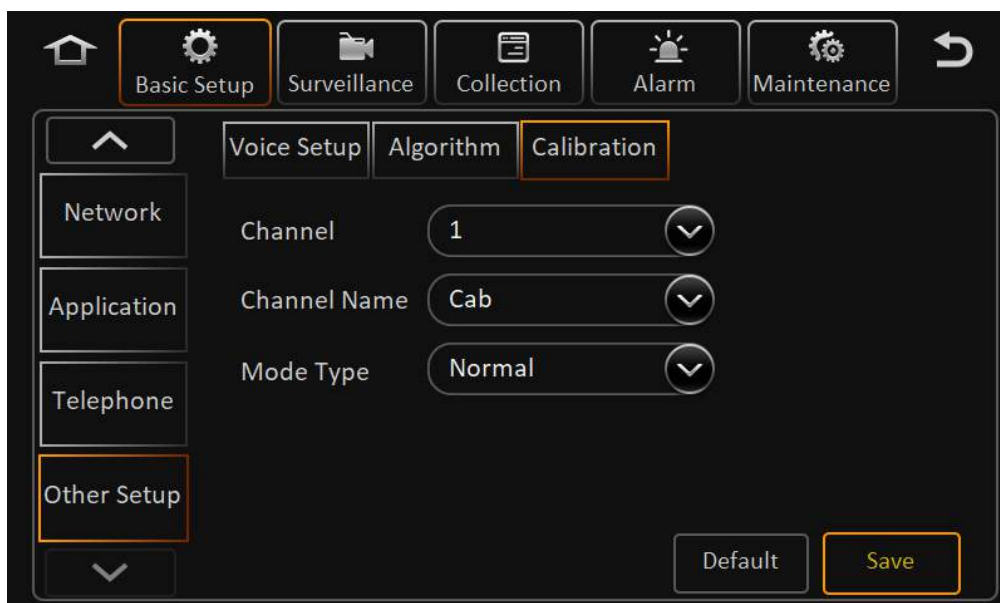 Basic Setup
Surveillance
Collection
Alarm
Maintenance
Voice Setup
Algorithm
Calibration
Network
Application
Telephone
Other Setup
Channel
1
Channel Name
Cab
Mode Type
Normal
Default
Save